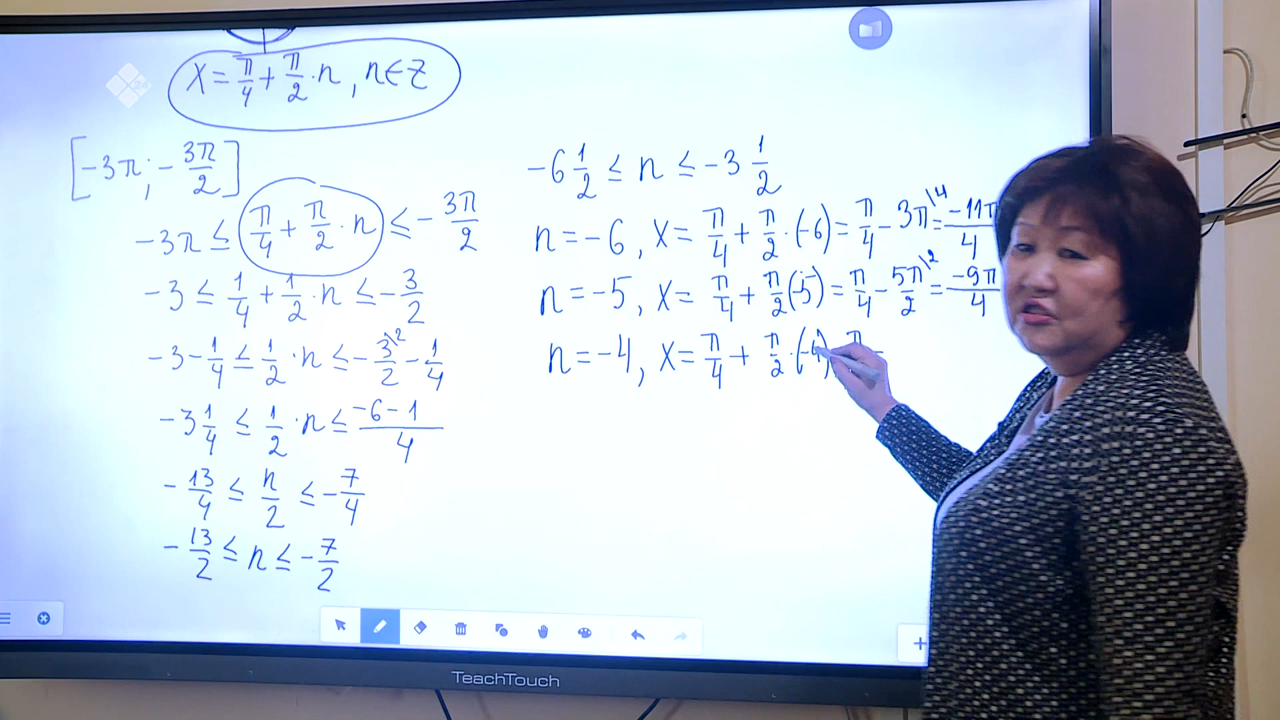 x = π/4 + π/2 · n , n ∈ Z
[-3π; -3π/2]
-3π ≤ π/4 + π/2 · n ≤ -3π/2
-3 ≤ 1/4 + 1/2 · n ≤ -3/2
-3 - 1/4 ≤ 1/2 · n ≤ -3\2/2 - 1/4
-3 1/4 ≤ 1/2 · n ≤ (-6-1)/4
-13/4 ≤ n/2 ≤ -7/4
-13/2 ≤ n ≤ -7/2
-6 1/2 ≤ n ≤ -3 1/2
n = -6 , x = π/4 + π/2 · (-6) = π/4 - 3π\4 = -11π/4
n = -5 , x = π/4 + π/2 (-5) = π/4 - 5π\2/2 = -9π/4
n = -4 , x = π/4 + π/2 · (-4)
TeachTouch